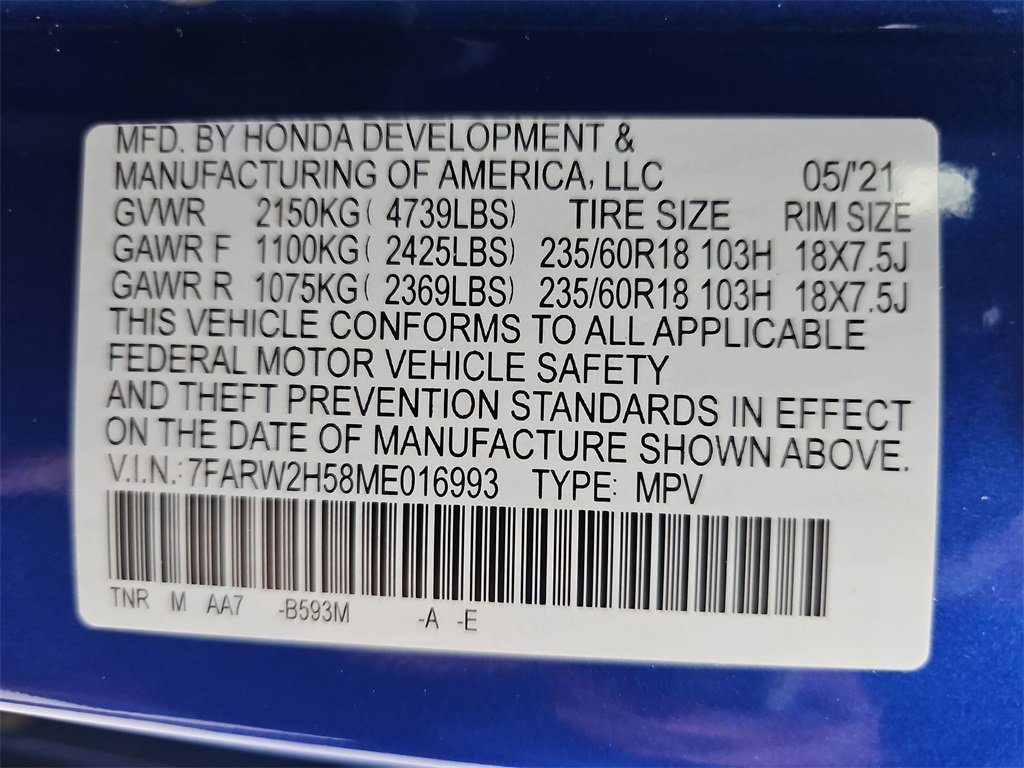 MFD. BY HONDA DEVELOPMENT &
MANUFACTURING OF AMERICA, LLC 05/'21
GVWR 2150KG( 4739LBS) TIRE SIZE RIM SIZE
GAWR F 1100KG( 2425LBS) 235/60R18 103H 18X7.5J
GAWR R 1075KG( 2369LBS) 235/60R18 103H 18X7.5J
THIS VEHICLE CONFORMS TO ALL APPLICABLE
FEDERAL MOTOR VEHICLE SAFETY
AND THEFT PREVENTION STANDARDS IN EFFECT
ON THE DATE OF MANUFACTURE SHOWN ABOVE.
V.I.N.: 7FARW2H58ME016993 TYPE: MPV
TNR M AA7 -B593M -A -E